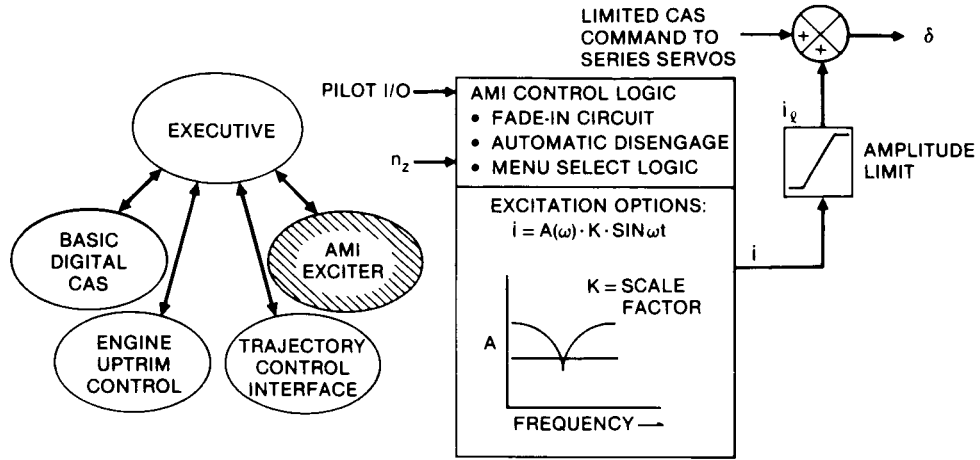 EXECUTIVE
BASIC
DIGITAL
CAS
AMI
EXCITER
ENGINE
UPTRIM
CONTROL
TRAJECTORY
CONTROL
INTERFACE
PILOT I/O
n_z
AMI CONTROL LOGIC
• FADE-IN CIRCUIT
• AUTOMATIC DISENGAGE
• MENU SELECT LOGIC
EXCITATION OPTIONS:
i = A(ω) · K · SIN ωt
K = SCALE
FACTOR
A
FREQUENCY →
i
AMPLITUDE
LIMIT
i_ℓ
LIMITED CAS
COMMAND TO
SERIES SERVOS
+
+
δ